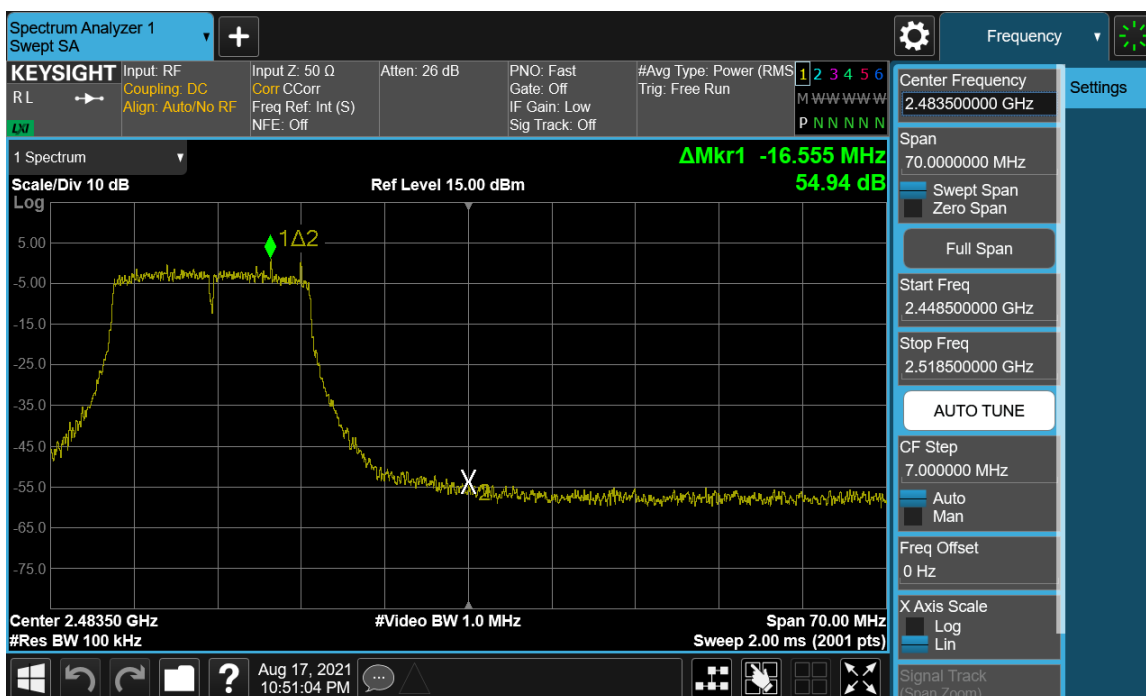 Spectrum Analyzer 1
Swept SA
+
Frequency
KEYSIGHT
RL
LXI
Input: RF
Coupling: DC
Align: Auto/No RF
Input Z: 50 Ω
Corr CCorr
Freq Ref: Int (S)
NFE: Off
Atten: 26 dB
PNO: Fast
Gate: Off
IF Gain: Low
Sig Track: Off
#Avg Type: Power (RMS
Trig: Free Run
1 2 3 4 5 6
M W W W W W
P N N N N N
1 Spectrum
ΔMkr1 -16.555 MHz
54.94 dB
Scale/Div 10 dB
Ref Level 15.00 dBm
Log
5.00
-5.00
-15.0
-25.0
-35.0
-45.0
-55.0
-65.0
-75.0
1Δ2
X
2
Center 2.48350 GHz
#Video BW 1.0 MHz
Span 70.00 MHz
#Res BW 100 kHz
Sweep 2.00 ms (2001 pts)
?
Aug 17, 2021
10:51:04 PM
Center Frequency
2.483500000 GHz
Settings
Span
70.0000000 MHz
Swept Span
Zero Span
Full Span
Start Freq
2.448500000 GHz
Stop Freq
2.518500000 GHz
AUTO TUNE
CF Step
7.000000 MHz
Auto
Man
Freq Offset
0 Hz
X Axis Scale
Log
Lin
Signal Track
(Span Zoom)